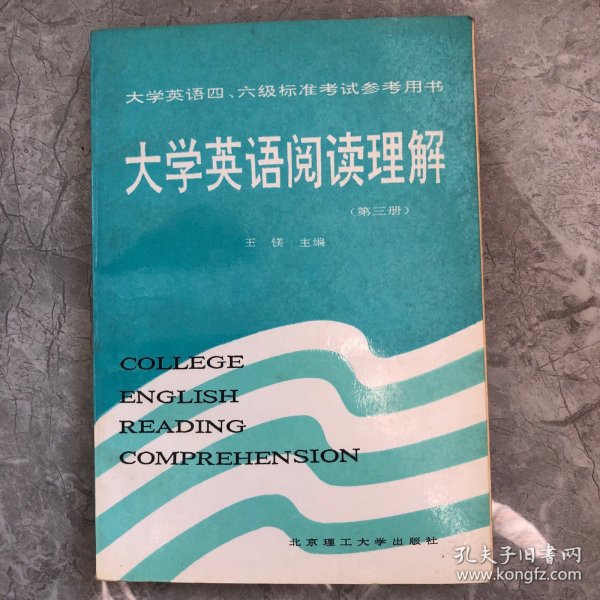 大学英语四、六级标准考试参考用书
大学英语阅读理解
(第三册)
王镁 主编
COLLEGE
ENGLISH
READING
COMPREHENSION
北京理工大学出版社
孔夫子旧书网
www.kongfz.com